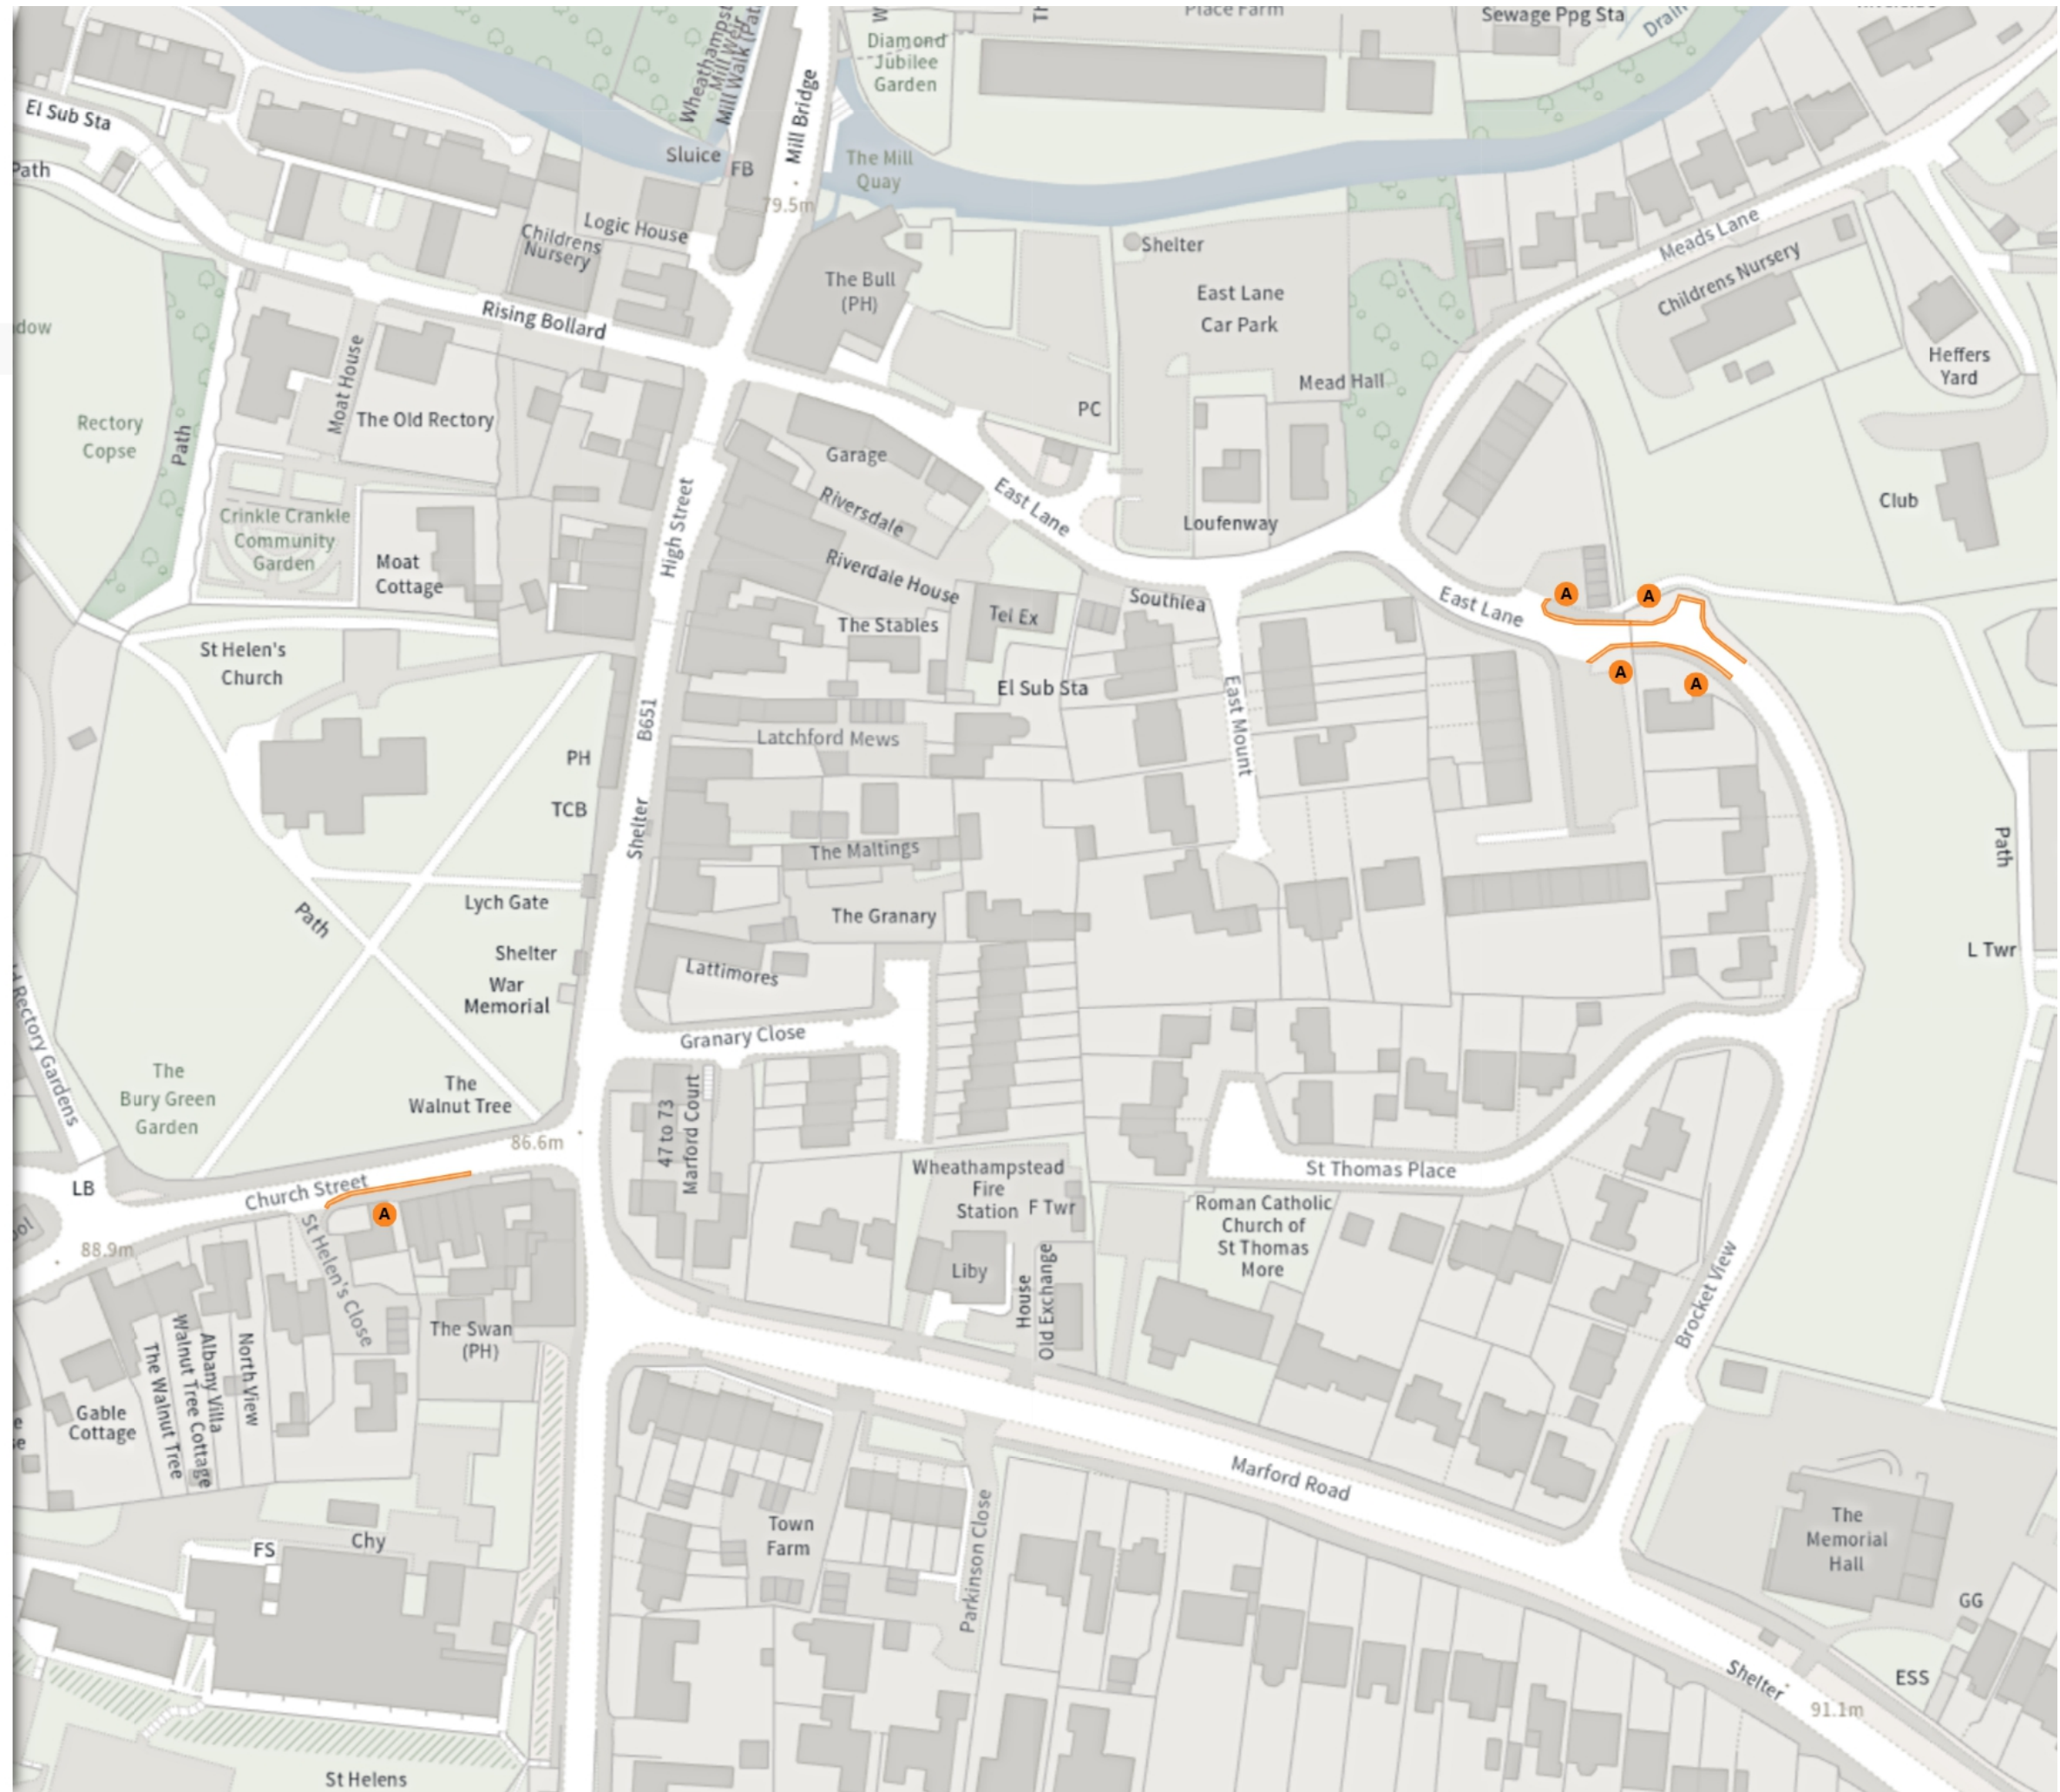 Place Farm
Sewage Ppg Sta
Drain
Diamond
Jubilee
Garden
Mill Walk
Mill Bridge
El Sub Sta
Path
Sluice
FB
The Mill
Quay
79.5m
Logic House
Childrens
Nursery
Shelter
Meads Lane
The Bull
(PH)
East Lane
Car Park
Childrens Nursery
Rising Bollard
Heffers
Yard
Mead Hall
Moat House
The Old Rectory
PC
Rectory
Copse
Path
Garage
East Lane
Riversdale
High Street
Club
Crinkle Crankle
Community
Garden
Loufenway
Moat
Cottage
Riverdale House
Southlea
East Lane
A
A
Tel Ex
The Stables
St Helen's
Church
A
A
El Sub Sta
East Mount
B651
Latchford Mews
PH
TCB
Shelter
The Maltings
Path
Lych Gate
The Granary
Path
Shelter
L Twr
War
Memorial
Lattimores
Rectory Gardens
Granary Close
The
Bury Green
Garden
The
Walnut Tree
47 to 73
Marford Court
86.6m
Wheathampstead
Fire
Station
F Twr
St Thomas Place
LB
Church Street
A
Roman Catholic
Church of
St Thomas
More
88.9m
St Helen's Close
Liby
House
Old Exchange
Brocket View
The Swan
(PH)
North View
Albany Villa
Walnut Tree Cottage
The Walnut Tree
Gable
Cottage
Marford Road
Parkinson Close
Town
Farm
The
Memorial
Hall
FS
Chy
GG
Shelter
ESS
91.1m
St Helens